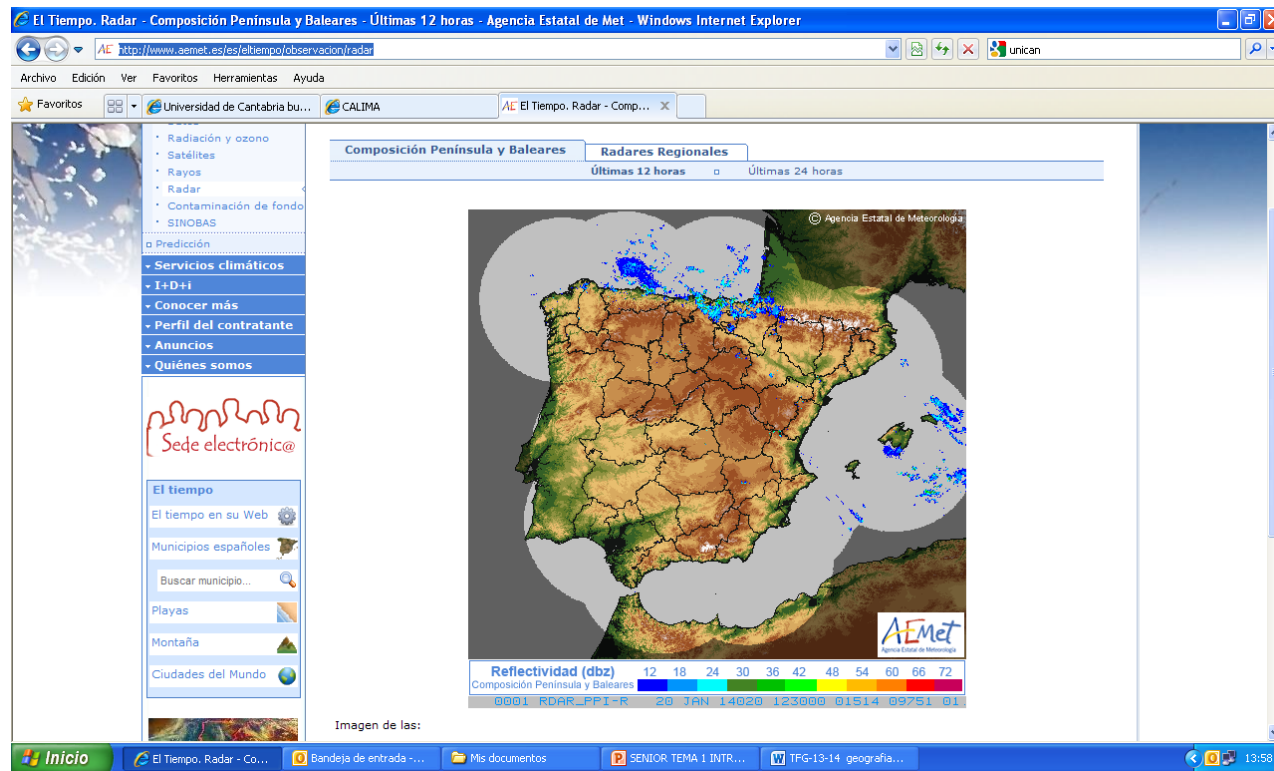 El Tiempo. Radar - Composición Península y Baleares - Últimas 12 horas - Agencia Estatal de Met - Windows Internet Explorer
http://www.aemet.es/es/eltiempo/observacion/radar
unican
Archivo Edición Ver Favoritos Herramientas Ayuda
Favoritos Universidad de Cantabria bu... CALIMA El Tiempo. Radar - Comp...
Radiación y ozono
Satélites
Rayos
Radar
Contaminación de fondo
SINOBAS
Predicción
Servicios climáticos
I+D+i
Conocer más
Perfil del contratante
Anuncios
Quiénes somos
Sede electrónic@
El tiempo
El tiempo en su Web
Municipios españoles
Buscar municipio...
Playas
Montaña
Ciudades del Mundo
Composición Península y Baleares Radares Regionales
Últimas 12 horas Últimas 24 horas
© Agencia Estatal de Meteorología
AEMet
Agencia Estatal de Meteorología
Reflectividad (dbz) 12 18 24 30 36 42 48 54 60 66 72
Composición Península y Baleares
0001 RDAR_PPI-R 20 JAN 14020 123000 01514 09751 01
Imagen de las:
Inicio El Tiempo. Radar - Co... Bandeja de entrada -... Mis documentos SENIOR TEMA 1 INTR... TFG-13-14 geografia... 13:58